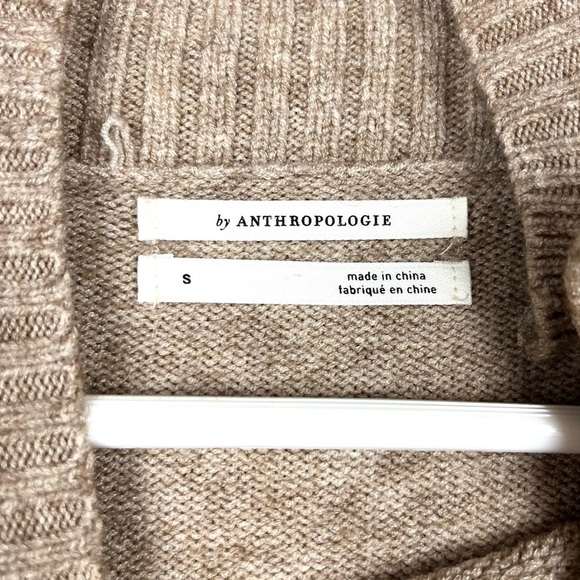 by ANTHROPOLOGIE
S
made in china
fabriqué en chine